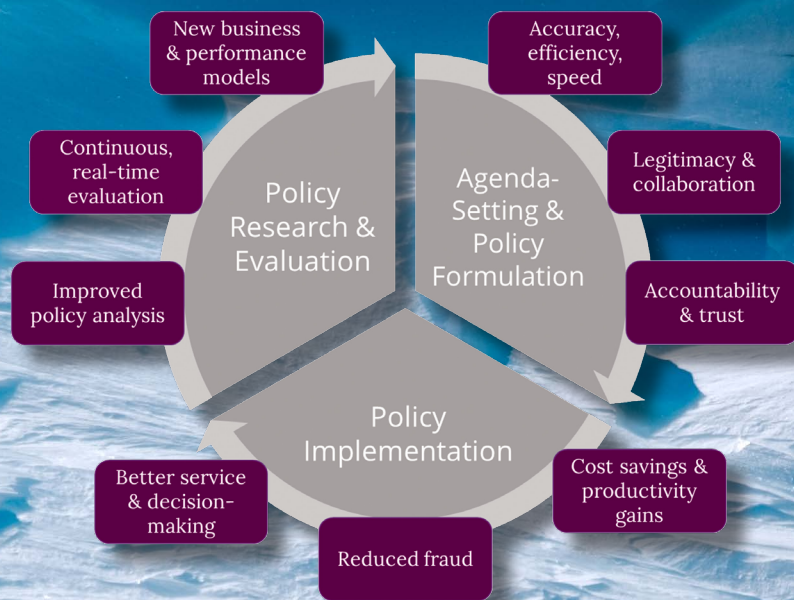 New business
& performance
models
Accuracy,
efficiency,
speed
Continuous,
real-time
evaluation
Legitimacy &
collaboration
Policy
Research &
Evaluation
Agenda-
Setting &
Policy
Formulation
Improved
policy analysis
Accountability
& trust
Policy
Implementation
Better service
& decision-
making
Cost savings &
productivity
gains
Reduced fraud